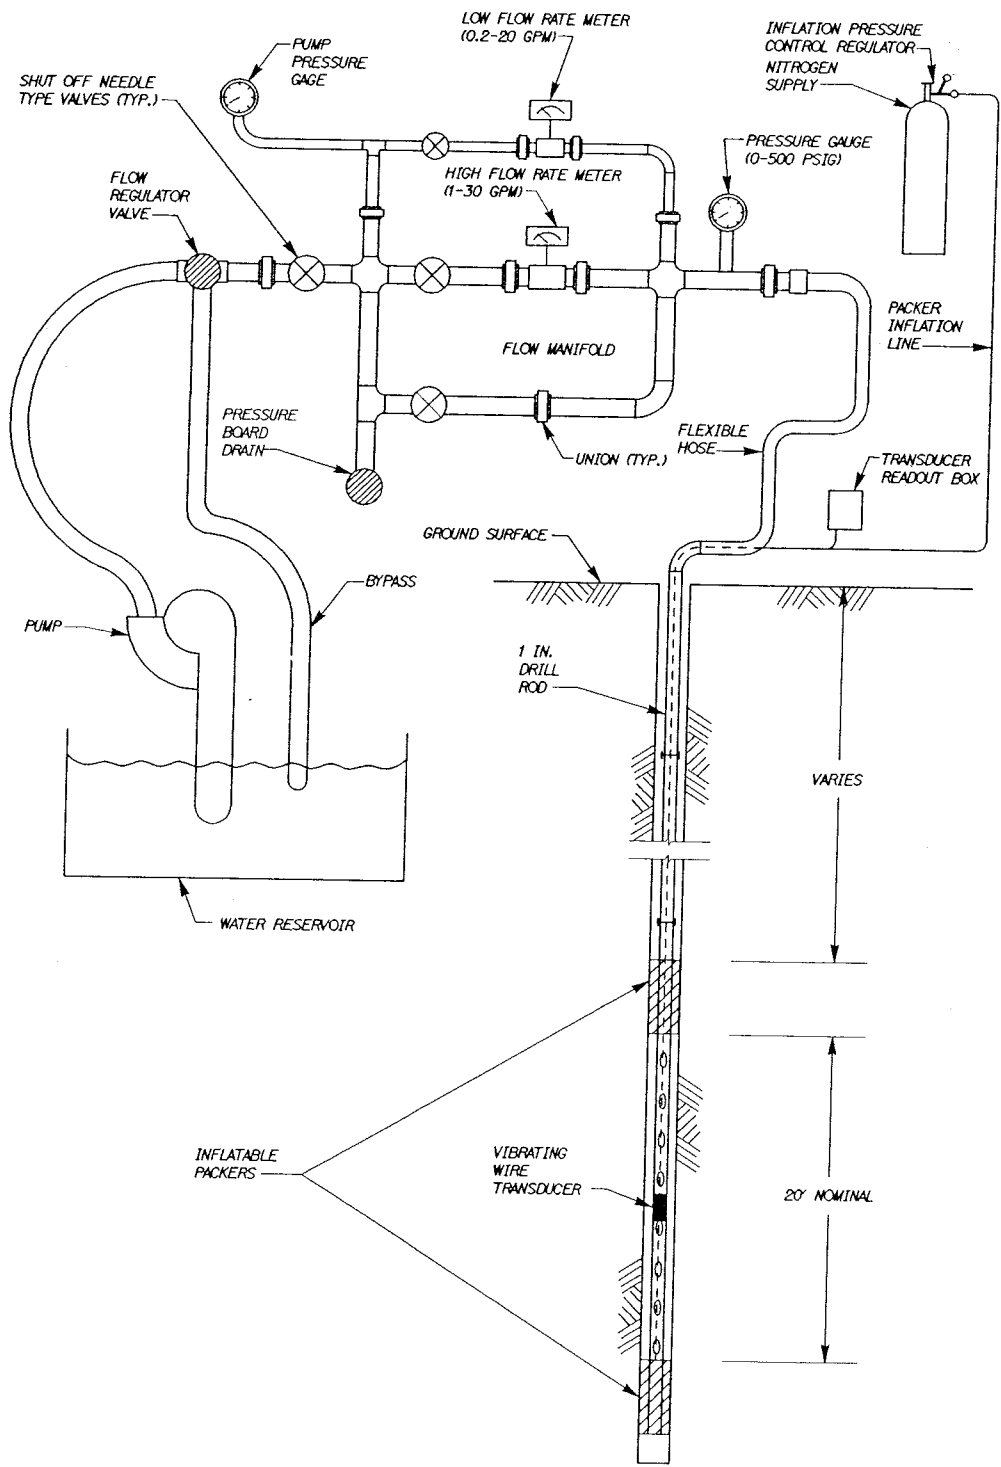 LOW FLOW RATE METER
(0.2-20 GPM)
INFLATION PRESSURE
CONTROL REGULATOR
NITROGEN
SUPPLY
PUMP
PRESSURE
GAGE
SHUT OFF NEEDLE
TYPE VALVES (TYP.)
HIGH FLOW RATE METER
(1-30 GPM)
PRESSURE GAUGE
(0-500 PSIG)
FLOW
REGULATOR
VALVE
PACKER
INFLATION
LINE
FLOW MANIFOLD
PRESSURE
BOARD
DRAIN
UNION (TYP.)
FLEXIBLE
HOSE
TRANSDUCER
READOUT BOX
GROUND SURFACE
BYPASS
PUMP
1 IN.
DRILL
ROD
VARIES
WATER RESERVOIR
INFLATABLE
PACKERS
VIBRATING
WIRE
TRANSDUCER
20' NOMINAL